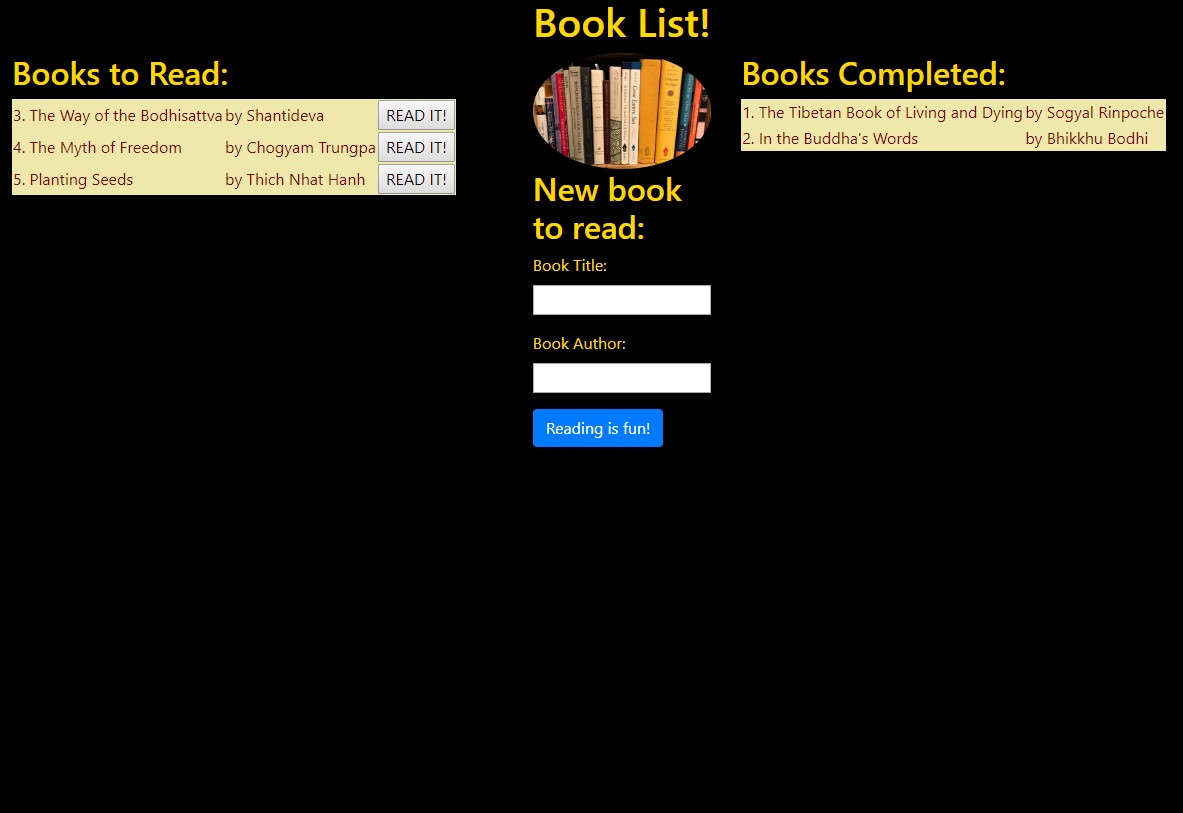 Book List!
Books to Read:
3. The Way of the Bodhisattva by Shantideva READ IT!
4. The Myth of Freedom by Chogyam Trungpa READ IT!
5. Planting Seeds by Thich Nhat Hanh READ IT!
New book
to read:
Book Title:
Book Author:
Reading is fun!
Books Completed:
1. The Tibetan Book of Living and Dying by Sogyal Rinpoche
2. In the Buddha's Words by Bhikkhu Bodhi